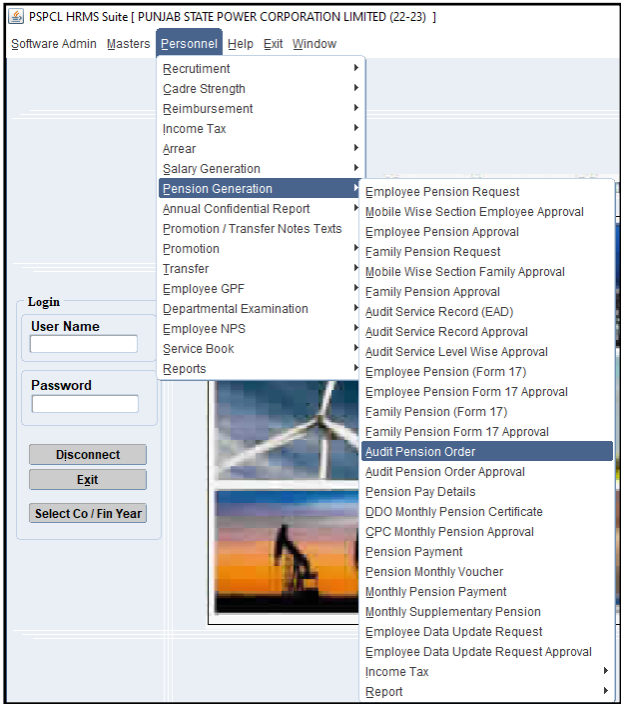 PSPCL HRMS Suite [ PUNJAB STATE POWER CORPORATION LIMITED (22-23) ]
Software Admin Masters Personnel Help Exit Window
Recrutiment
Cadre Strength
Reimbursement
Income Tax
Arrear
Salary Generation
Pension Generation
Annual Confidential Report
Promotion / Transfer Notes Texts
Promotion
Transfer
Employee GPF
Departmental Examination
Employee NPS
Service Book
Reports
Employee Pension Request
Mobile Wise Section Employee Approval
Employee Pension Approval
Family Pension Request
Mobile Wise Section Family Approval
Family Pension Approval
Audit Service Record (EAD)
Audit Service Record Approval
Audit Service Level Wise Approval
Employee Pension (Form 17)
Employee Pension Form 17 Approval
Family Pension (Form 17)
Family Pension Form 17 Approval
Audit Pension Order
Audit Pension Order Approval
Pension Pay Details
DDO Monthly Pension Certificate
CPC Monthly Pension Approval
Pension Payment
Pension Monthly Voucher
Monthly Pension Payment
Monthly Supplementary Pension
Employee Data Update Request
Employee Data Update Request Approval
Income Tax
Report
Login
User Name
Password
Disconnect
Exit
Select Co / Fin Year